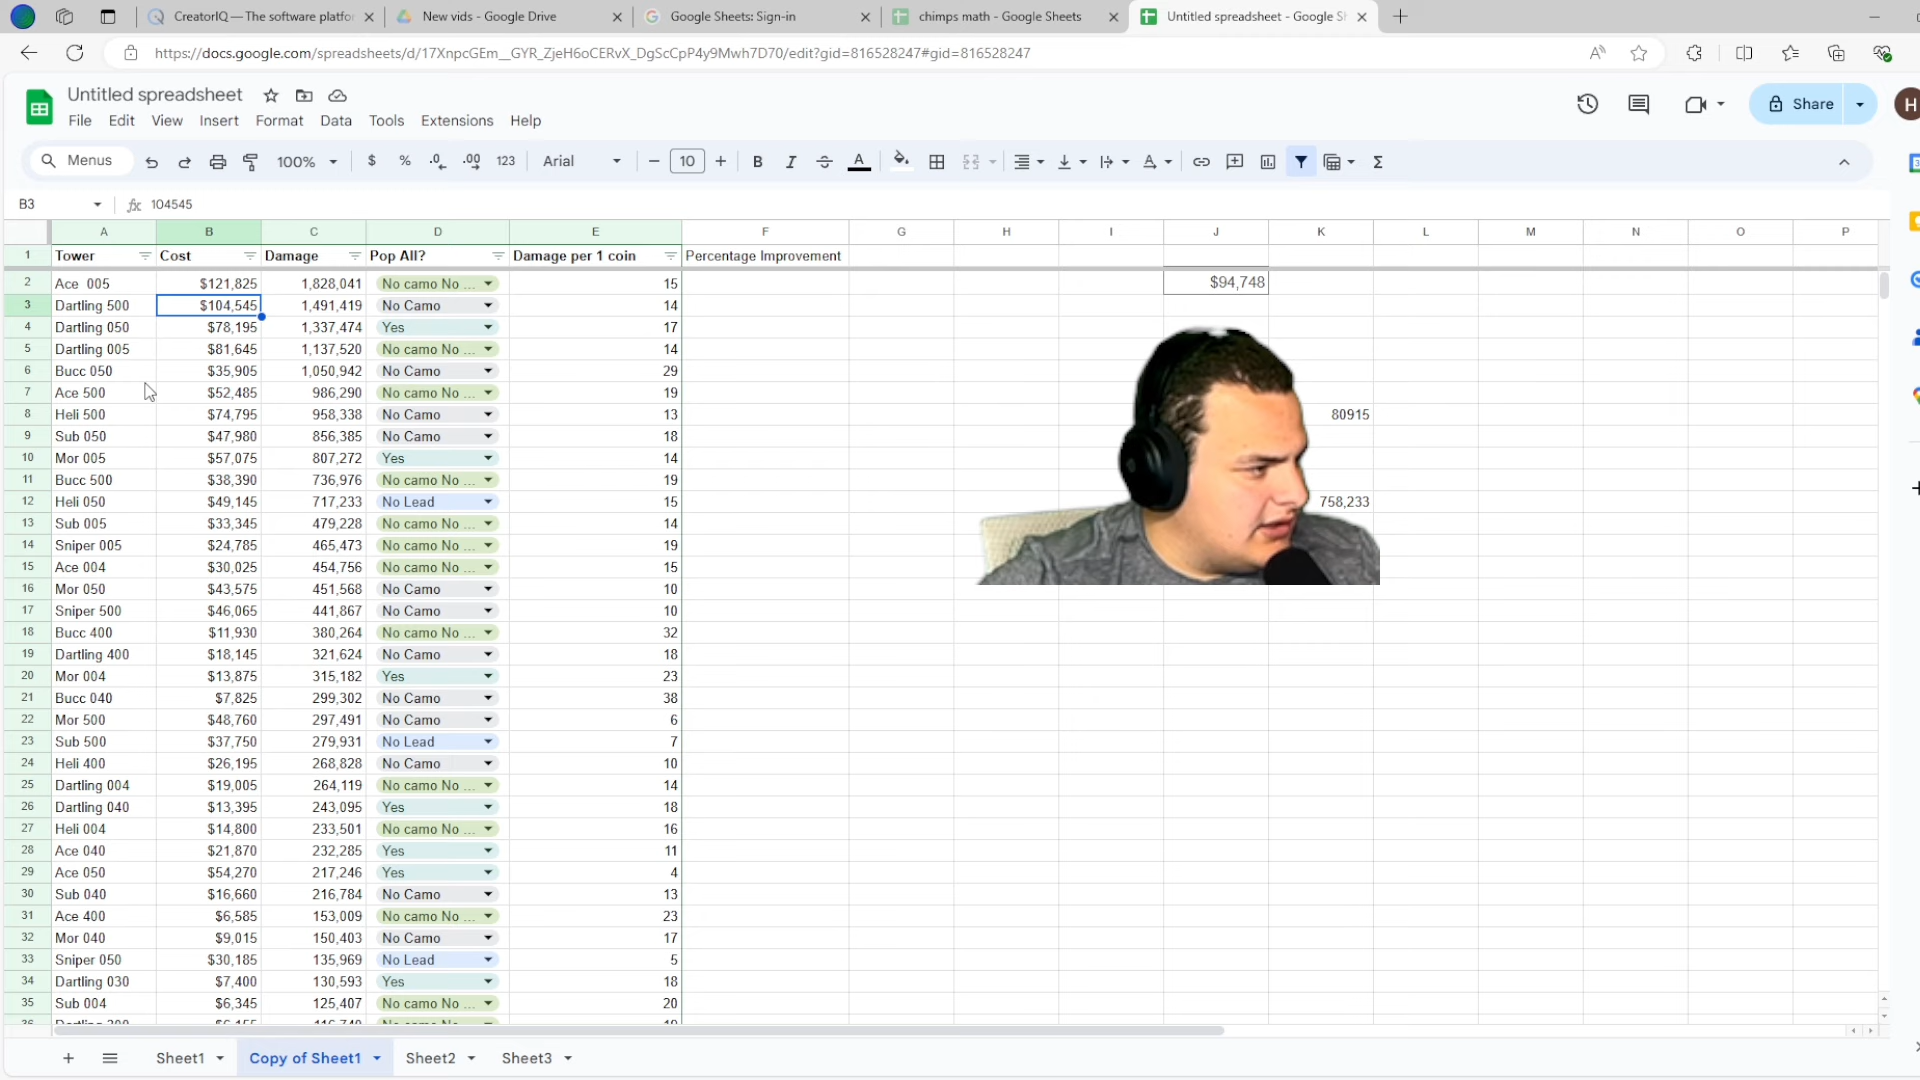 CreatorIQ — The software platfor
New vids - Google Drive
Google Sheets: Sign-in
chimps math - Google Sheets
Untitled spreadsheet - Google Sh
https://docs.google.com/spreadsheets/d/17XnpcGEm__GYR_ZjeH6oCERvX_DgScCpP4y9Mwh7D70/edit?gid=816528247#gid=816528247
Untitled spreadsheet
File Edit View Insert Format Data Tools Extensions Help
Share
H
Menus 100% $ % .0 .00 123 Arial 10 B I A
B3 fx 104545
A B C D E F G H I J K L M N O P
1 Tower Cost Damage Pop All? Damage per 1 coin Percentage Improvement
2 Ace 005 $121,825 1,828,041 No camo No ... 15 $94,748
3 Dartling 500 $104,545 1,491,419 No Camo 14
4 Dartling 050 $78,195 1,337,474 Yes 17
5 Dartling 005 $81,645 1,137,520 No camo No ... 14
6 Bucc 050 $35,905 1,050,942 No Camo 29
7 Ace 500 $52,485 986,290 No camo No ... 19
8 Heli 500 $74,795 958,338 No Camo 13 80915
9 Sub 050 $47,980 856,385 No Camo 18
10 Mor 005 $57,075 807,272 Yes 14
11 Bucc 500 $38,390 736,976 No camo No ... 19
12 Heli 050 $49,145 717,233 No Lead 15 758,233
13 Sub 005 $33,345 479,228 No camo No ... 14
14 Sniper 005 $24,785 465,473 No camo No ... 19
15 Ace 004 $30,025 454,756 No camo No ... 15
16 Mor 050 $43,575 451,568 No Camo 10
17 Sniper 500 $46,065 441,867 No Camo 10
18 Bucc 400 $11,930 380,264 No camo No ... 32
19 Dartling 400 $18,145 321,624 No Camo 18
20 Mor 004 $13,875 315,182 Yes 23
21 Bucc 040 $7,825 299,302 No Camo 38
22 Mor 500 $48,760 297,491 No Camo 6
23 Sub 500 $37,750 279,931 No Lead 7
24 Heli 400 $26,195 268,828 No Camo 10
25 Dartling 004 $19,005 264,119 No camo No ... 14
26 Dartling 040 $13,395 243,095 Yes 18
27 Heli 004 $14,800 233,501 No camo No ... 16
28 Ace 040 $21,870 232,285 Yes 11
29 Ace 050 $54,270 217,246 Yes 4
30 Sub 040 $16,660 216,784 No Camo 13
31 Ace 400 $6,585 153,009 No camo No ... 23
32 Mor 040 $9,015 150,403 No Camo 17
33 Sniper 050 $30,185 135,969 No Lead 5
34 Dartling 030 $7,400 130,593 Yes 18
35 Sub 004 $6,345 125,407 No camo No ... 20
Sheet1 Copy of Sheet1 Sheet2 Sheet3